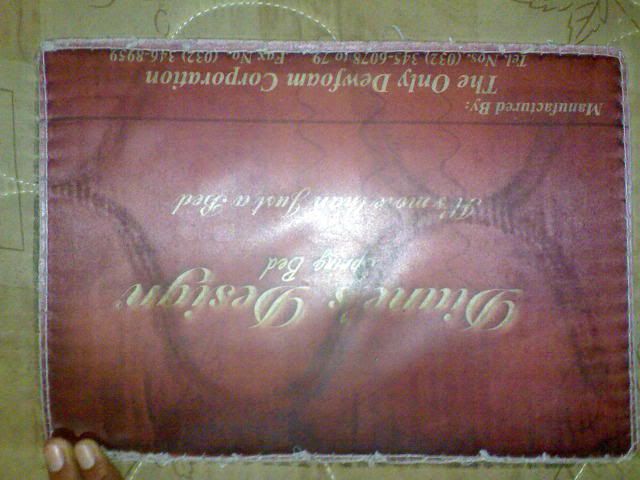 Diane's Design
Spring Bed
It's more than Just a Bed
Manufactured By:
The Only Dewfoam Corporation
Tel. Nos. (032) 345-6078 to 79 Fax No. (032) 346-8959